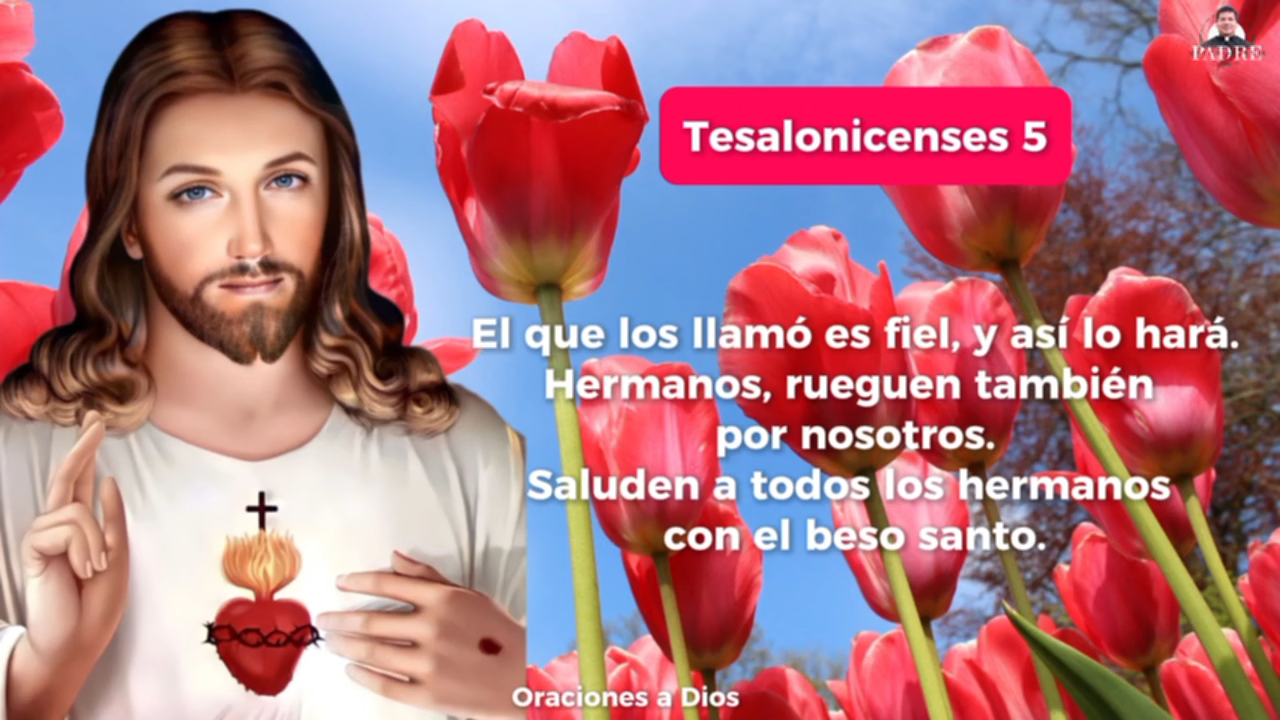 PADRE
Tesalonicenses 5
El que los llamó es fiel, y así lo hará.
Hermanos, rueguen también
por nosotros.
Saluden a todos los hermanos
con el beso santo.
Oraciones a Dios